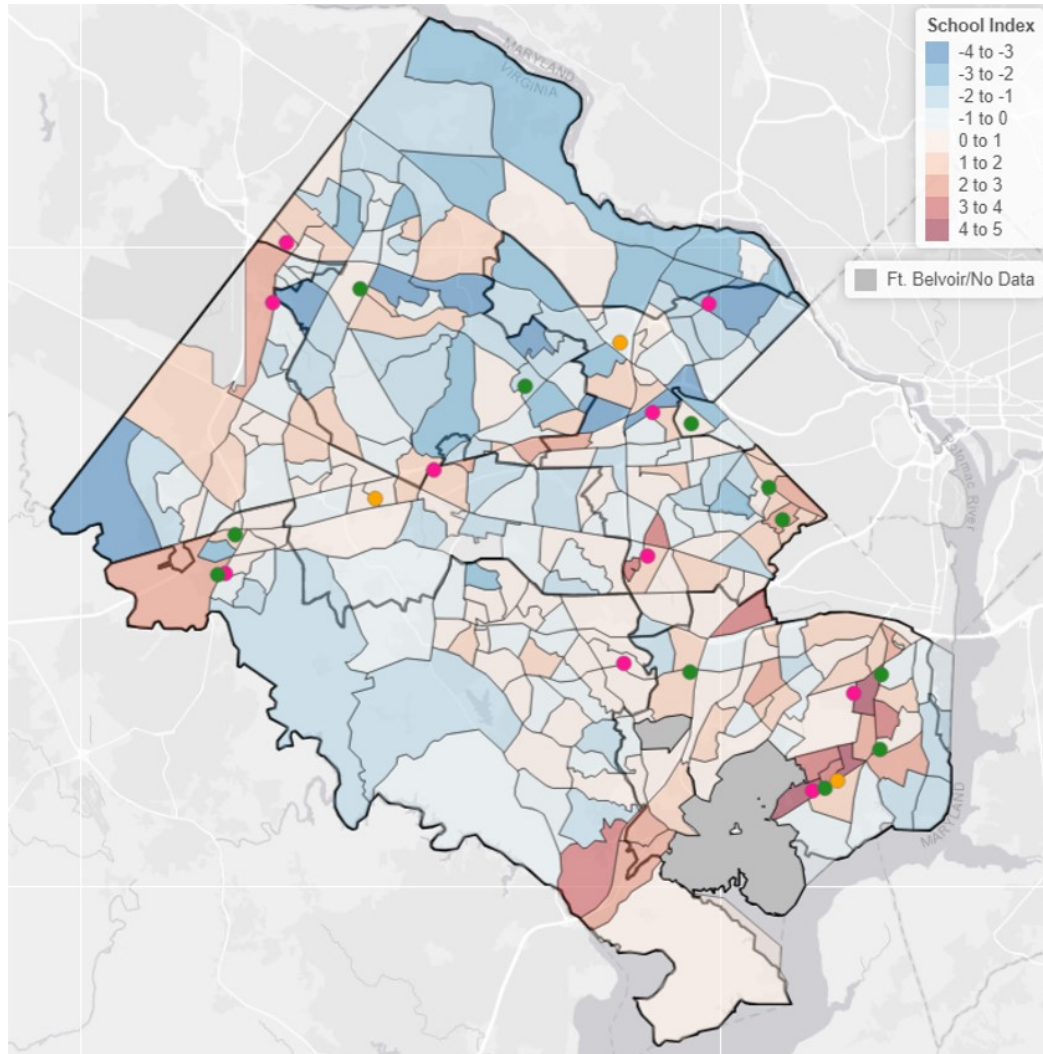 School Index
-4 to -3
-3 to -2
-2 to -1
-1 to 0
0 to 1
1 to 2
2 to 3
3 to 4
4 to 5
Ft. Belvoir/No Data
MARYLAND
VIRGINIA
Potomac River
MARYLAND